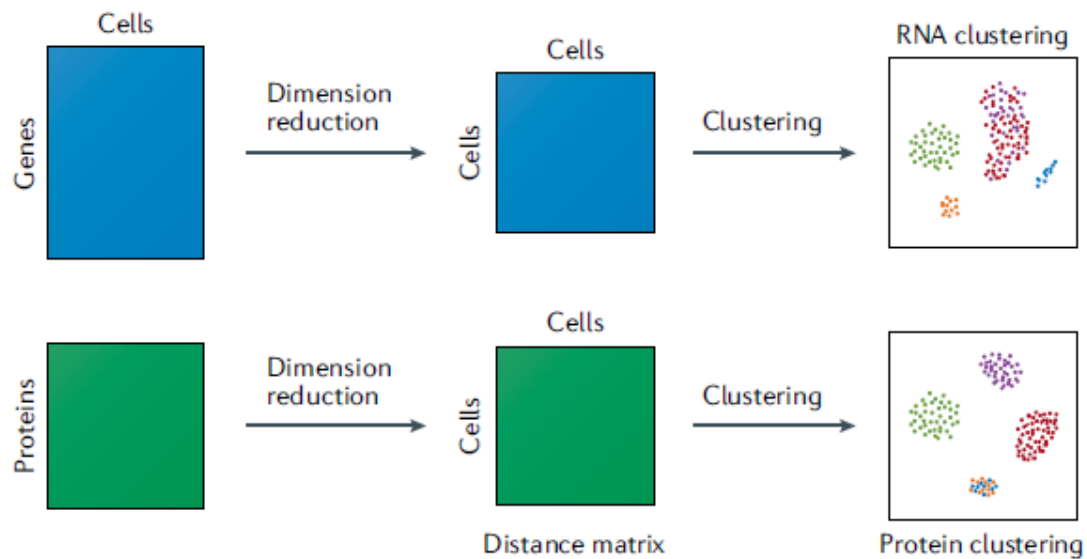 Cells
Genes
Dimension
reduction
Cells
Cells
Clustering
RNA clustering
Proteins
Dimension
reduction
Cells
Cells
Distance matrix
Clustering
Protein clustering